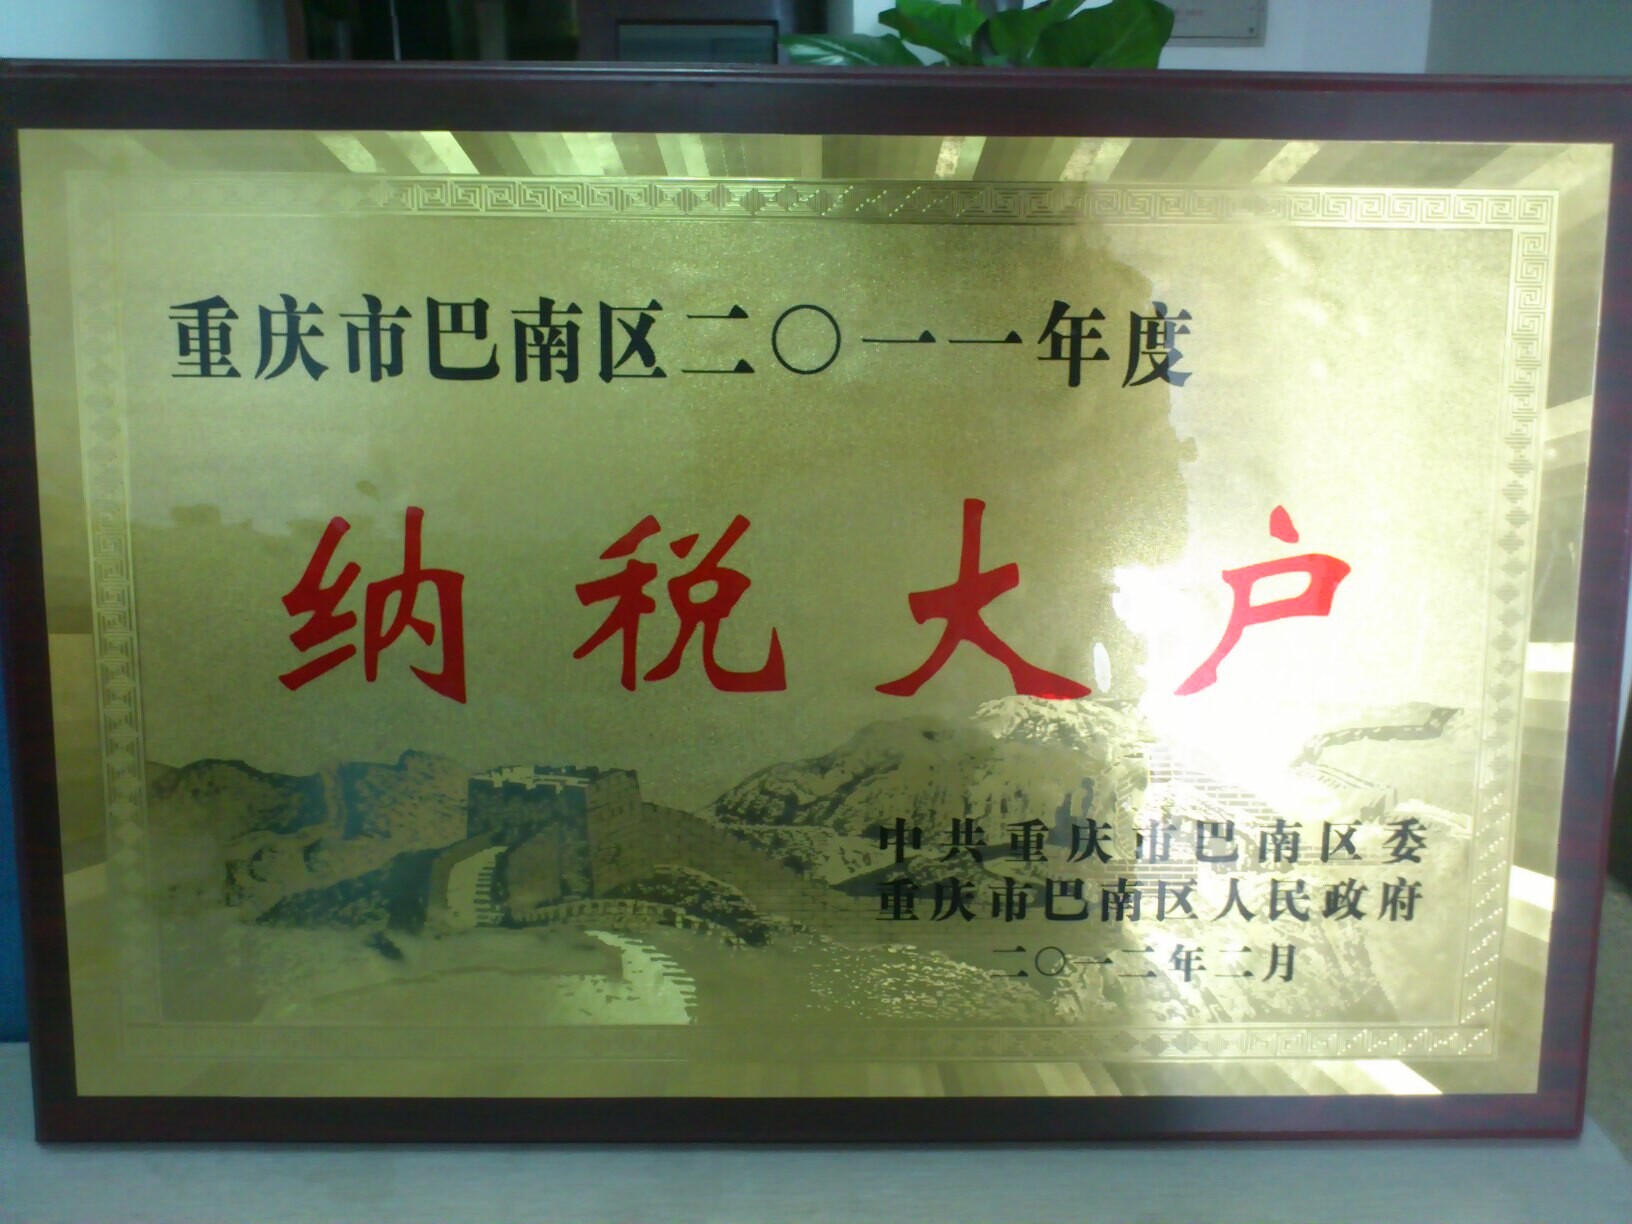 重庆市巴南区二〇一一年度
纳税大户
中共重庆市巴南区委
重庆市巴南区人民政府
二〇一二年二月